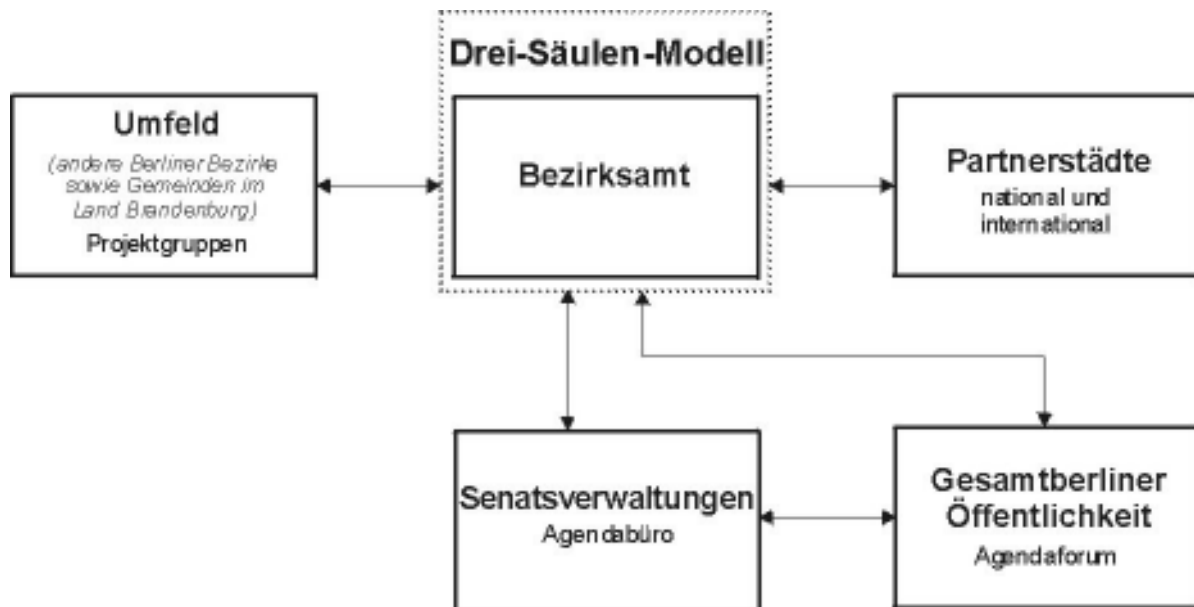 Drei-Säulen-Modell
Umfeld
(andere Berliner Bezirke
sowie Gemeinden im
Land Brandenburg)
Projektgruppen
Bezirksamt
Partnerstädte
national und
international
Senatsverwaltungen
Agendabüro
Gesamtberliner
Öffentlichkeit
Agendaforum